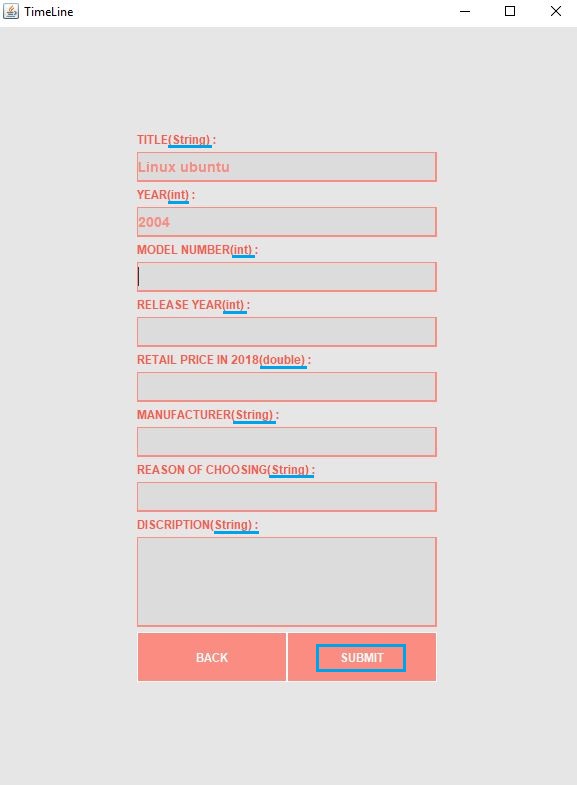 TimeLine
TITLE(String) :
Linux ubuntu
YEAR(int) :
2004
MODEL NUMBER(int) :
RELEASE YEAR(int) :
RETAIL PRICE IN 2018(double) :
MANUFACTURER(String) :
REASON OF CHOOSING(String) :
DISCRIPTION(String) :
BACK SUBMIT